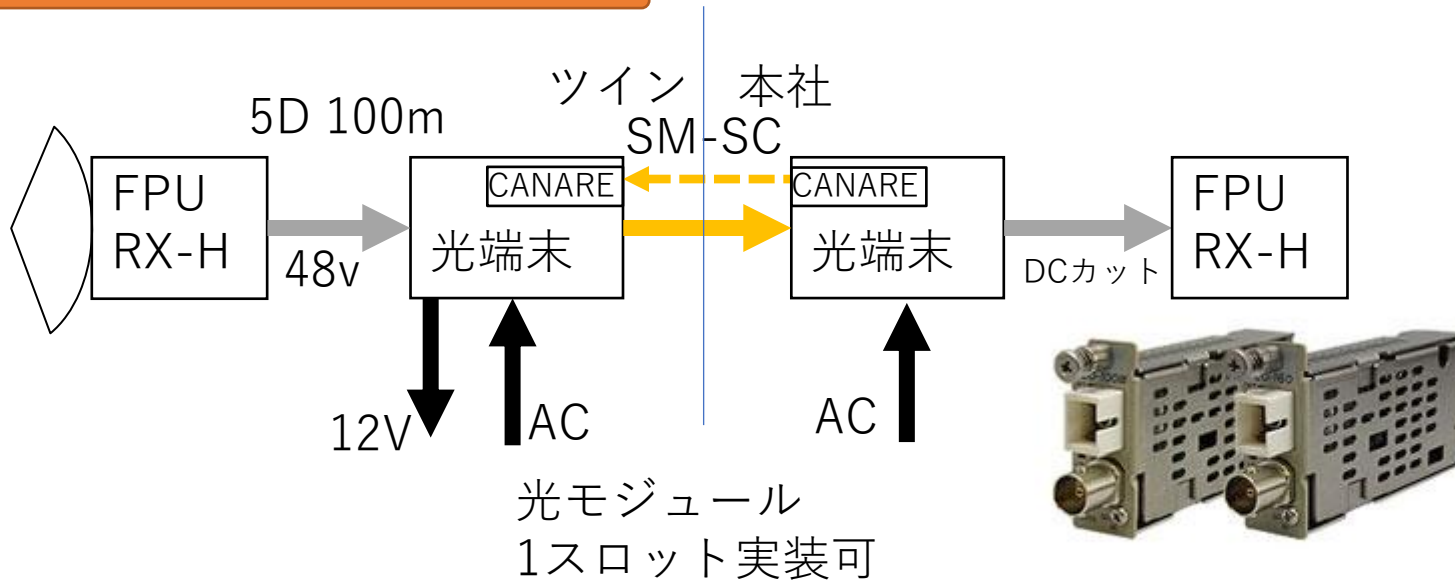 ツイン 本社
5D 100m
SM-SC
FPU
RX-H
CANARE
CANARE
FPU
RX-H
48v
光端末
光端末
DCカット
12V
AC
AC
光モジュール
1スロット実装可